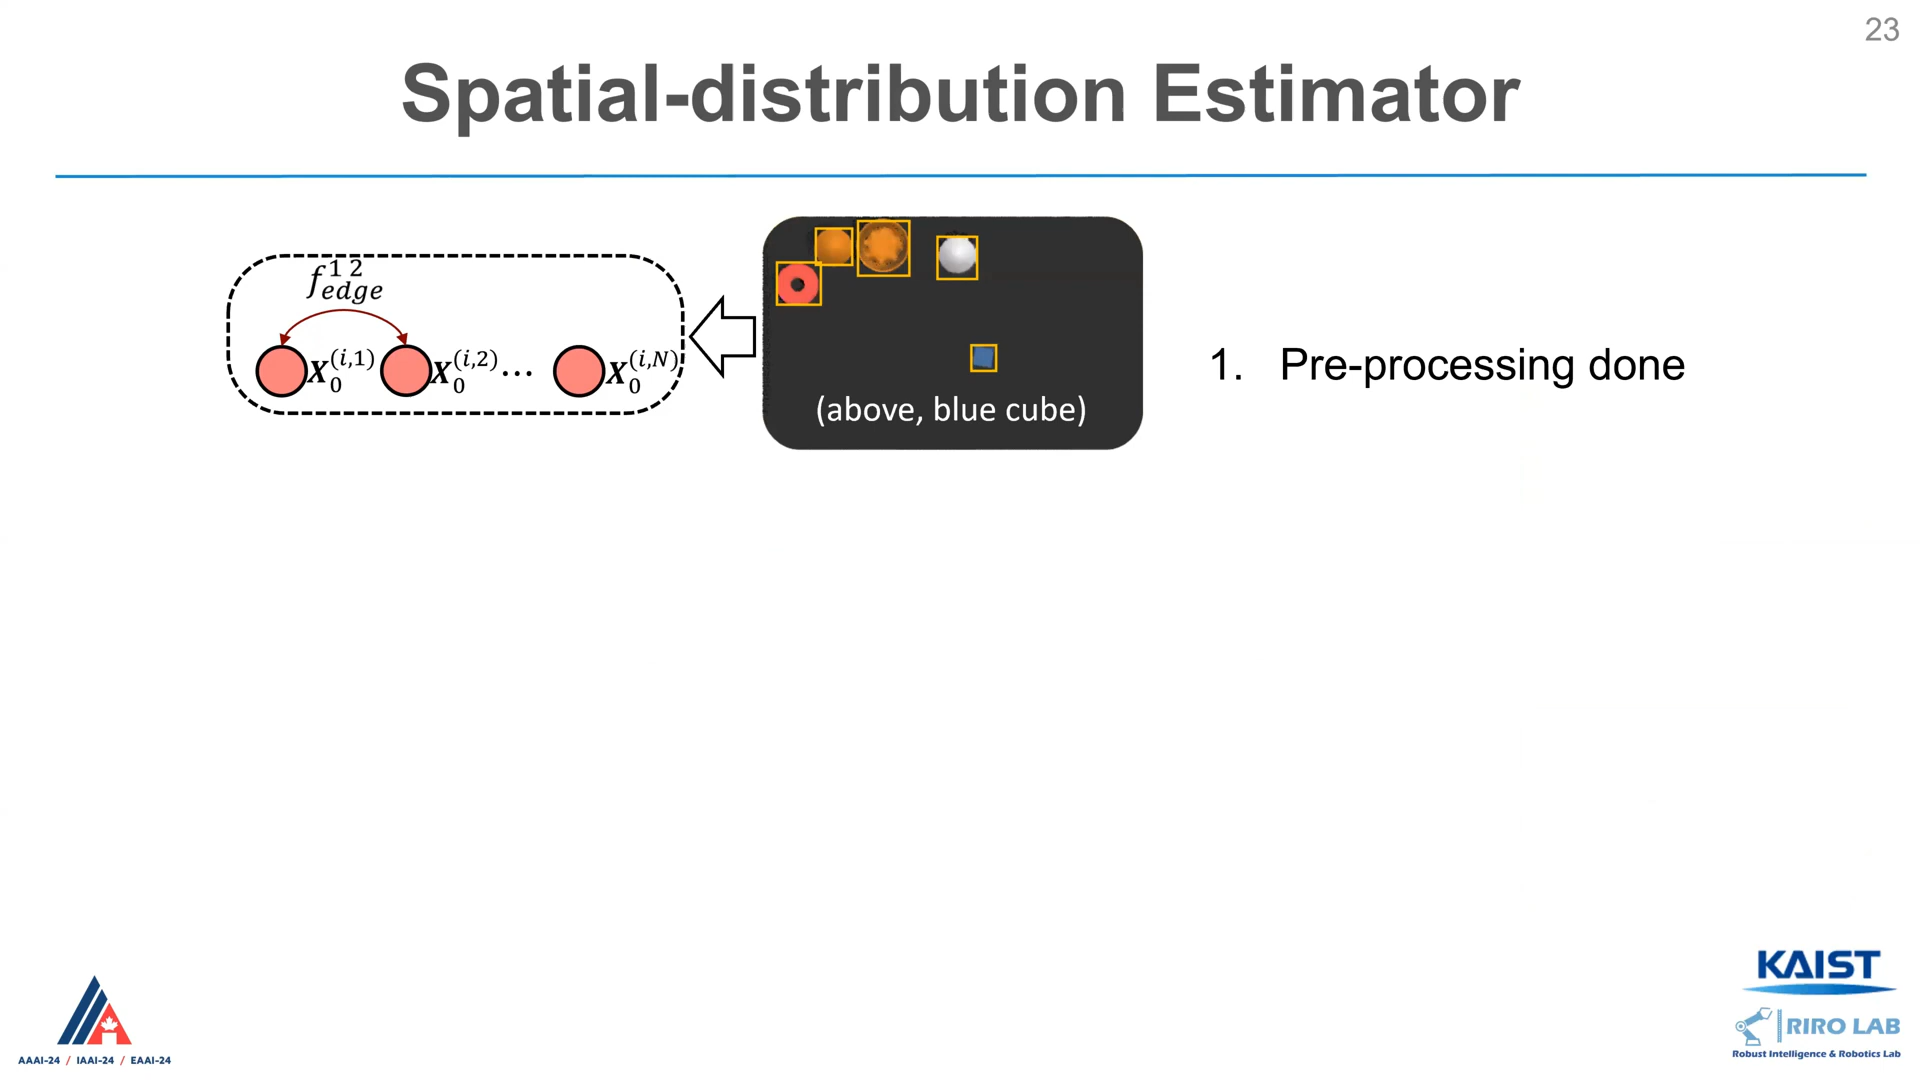 23
Spatial-distribution Estimator
f_{edge}^{1 2}
X_0^{(i,1)} X_0^{(i,2)} ... X_0^{(i,N)}
(above, blue cube)
1. Pre-processing done
KAIST
RIRO LAB
Robust Intelligence & Robotics Lab
AAAI-24 / IAAI-24 / EAAI-24